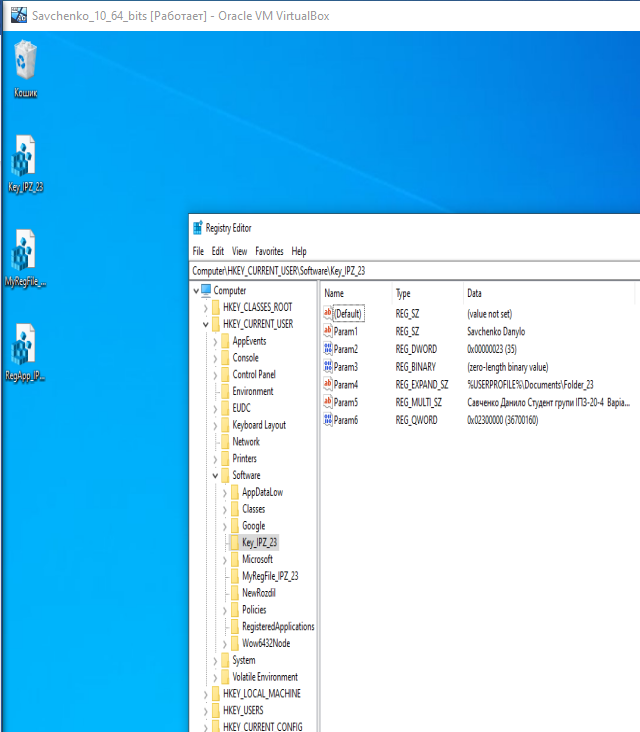 Savchenko_10_64_bits [Работает] - Oracle VM VirtualBox
Кошик
Key_IPZ_23
MyRegFile_...
RegApp_IP...
Registry Editor
File Edit View Favorites Help
Computer\HKEY_CURRENT_USER\Software\Key_IPZ_23
Computer
HKEY_CLASSES_ROOT
HKEY_CURRENT_USER
AppEvents
Console
Control Panel
Environment
EUDC
Keyboard Layout
Network
Printers
Software
AppDataLow
Classes
Google
Key_IPZ_23
Microsoft
MyRegFile_IPZ_23
NewRozdil
Policies
RegisteredApplications
Wow6432Node
System
Volatile Environment
HKEY_LOCAL_MACHINE
HKEY_USERS
HKEY_CURRENT_CONFIG
Name Type Data
(Default) REG_SZ (value not set)
Param1 REG_SZ Savchenko Danylo
Param2 REG_DWORD 0x00000023 (35)
Param3 REG_BINARY (zero-length binary value)
Param4 REG_EXPAND_SZ %USERPROFILE%\Documents\Folder_23
Param5 REG_MULTI_SZ Савченко Данило Студент групи ІПЗ-20-4 Варіа...
Param6 REG_QWORD 0x02300000 (36700160)